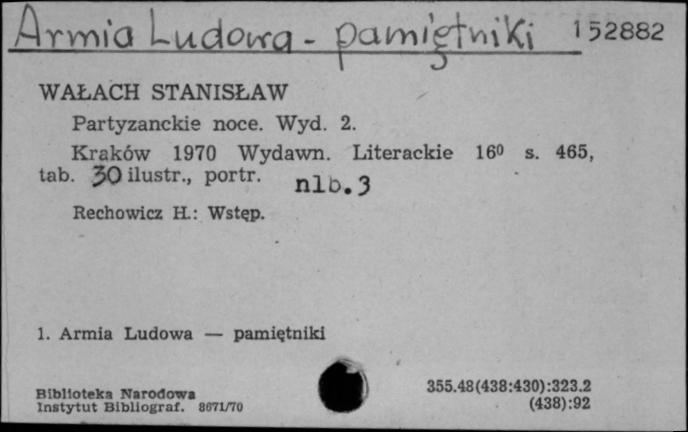 Armia Ludowa - pamiętniki 152882
WAŁACH STANISŁAW
Partyzanckie noce. Wyd. 2.
Kraków 1970 Wydawn. Literackie 16⁰ s. 465,
tab. 30 ilustr., portr. nlb.3
Rechowicz H.: Wstęp.
1. Armia Ludowa — pamiętniki
Biblioteka Narodowa
Instytut Bibliograf. 8671/70
355.48(438:430):323.2
(438):92